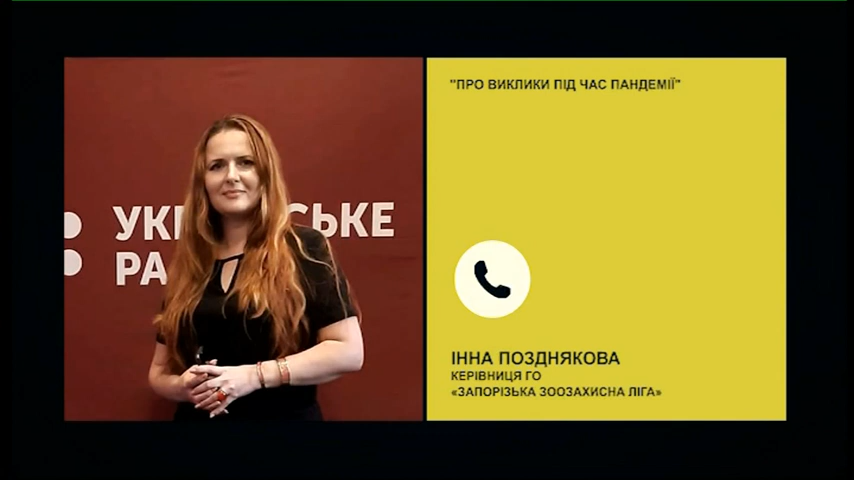 "ПРО ВИКЛИКИ ПІД ЧАС ПАНДЕМІЇ"
ІННА ПОЗДНЯКОВА
КЕРІВНИЦЯ ГО
«ЗАПОРІЗЬКА ЗООЗАХИСНА ЛІГА»